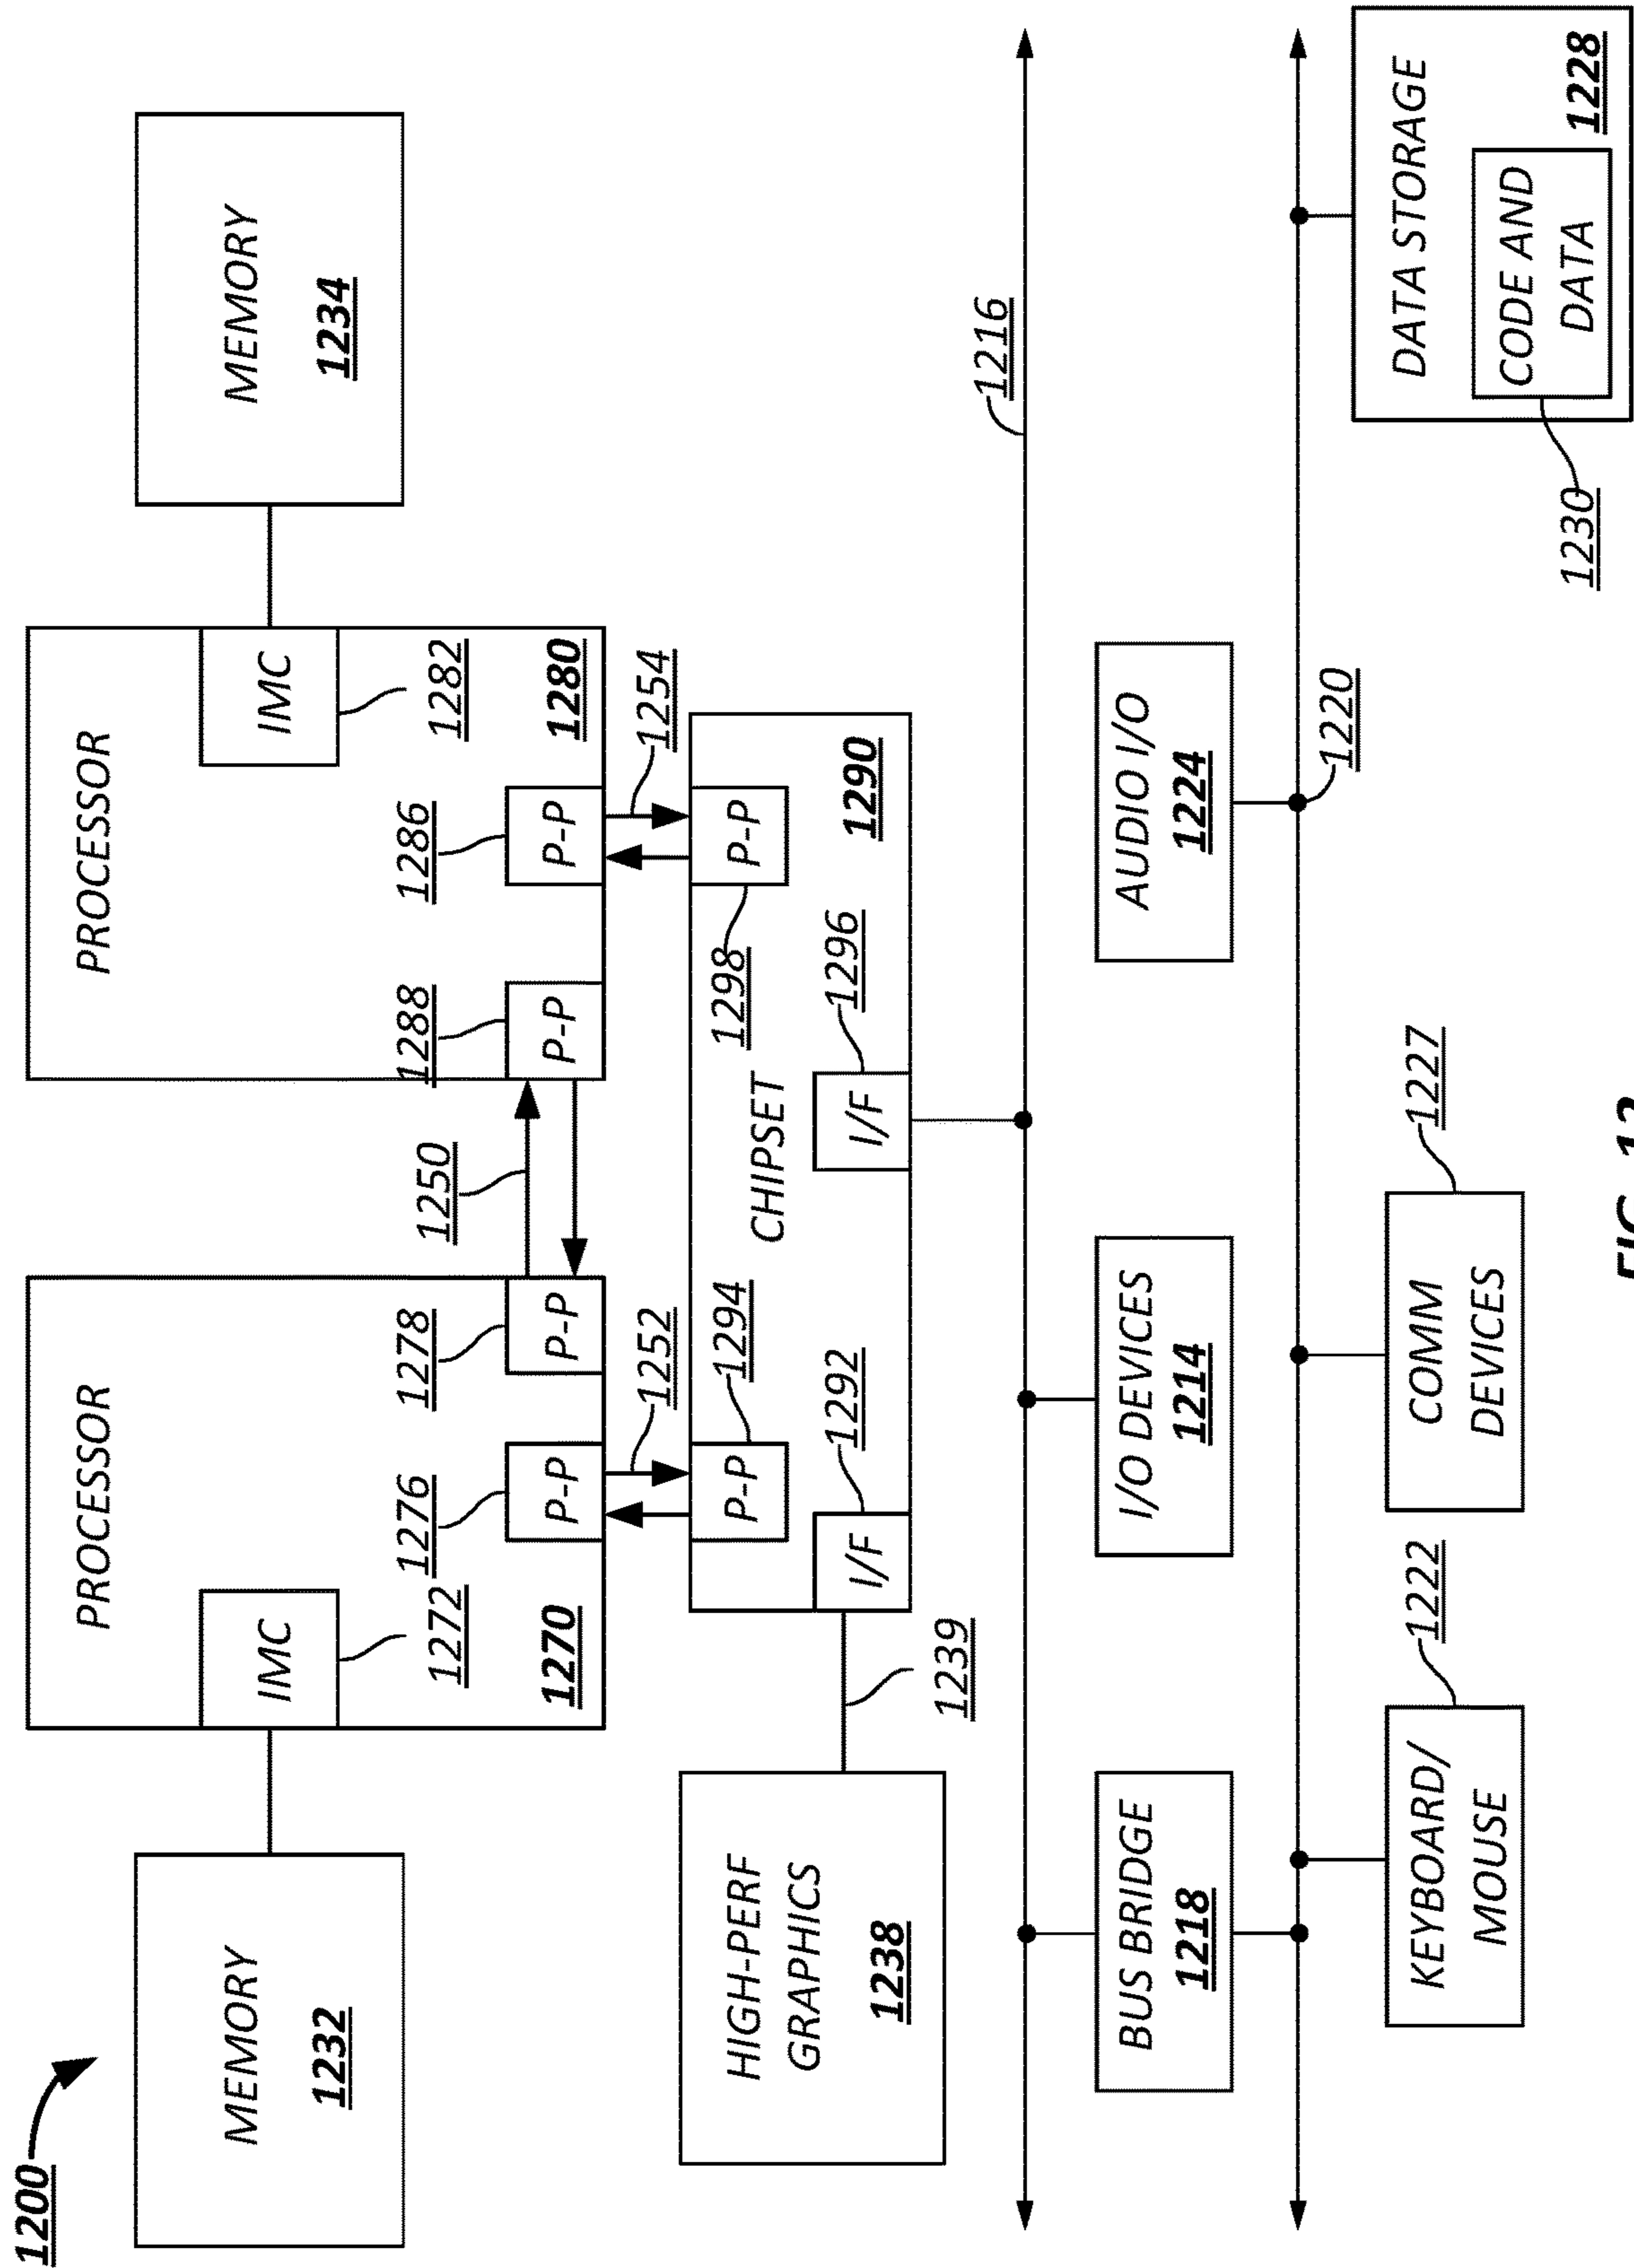 1200
MEMORY
1232
PROCESSOR
IMC
1272
1270
1276
P-P
1278
P-P
1250
PROCESSOR
1288
P-P
1286
P-P
IMC
1282
1280
MEMORY
1234
1252
1254
HIGH-PERF
GRAPHICS
1238
1239
P-P
1294
CHIPSET
1298
P-P
1290
I/F
1292
I/F
1296
1216
BUS BRIDGE
1218
I/O DEVICES
1214
AUDIO I/O
1224
1220
KEYBOARD/
MOUSE
1222
COMM
DEVICES
1227
DATA STORAGE
CODE AND
DATA
1228
1230